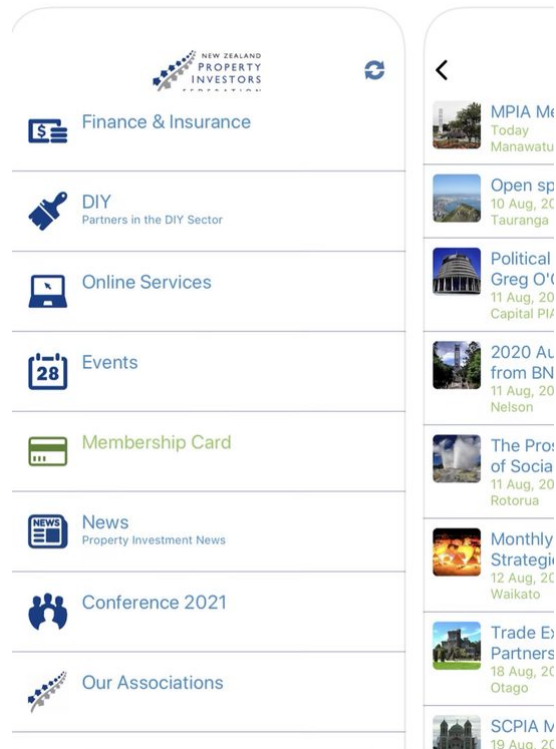 NEW ZEALAND
PROPERTY
INVESTORS
FEDERATION
$
Finance & Insurance
DIY
Partners in the DIY Sector
Online Services
28
Events
Membership Card
NEWS
News
Property Investment News
Conference 2021
Our Associations
MPIA Me
Today
Manawatu
Open sp
10 Aug, 20
Tauranga
Political
Greg O'
11 Aug, 20
Capital PIA
2020 Au
from BN
11 Aug, 20
Nelson
The Pros
of Socia
11 Aug, 20
Rotorua
Monthly
Strategi
12 Aug, 20
Waikato
Trade Ex
Partners
18 Aug, 20
Otago
SCPIA M
19 Aug, 20